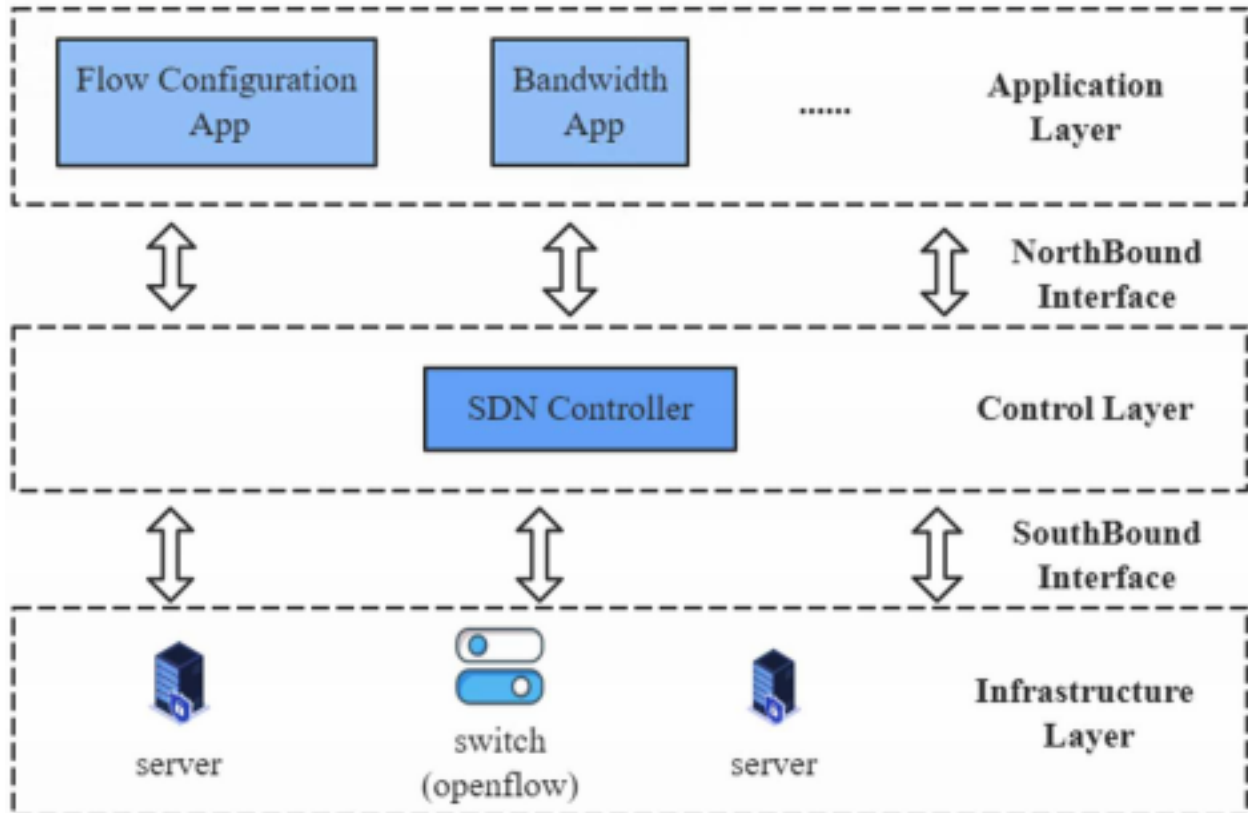 Flow Configuration
App
Bandwidth
App
......
Application
Layer
NorthBound
Interface
SDN Controller
Control Layer
SouthBound
Interface
server
switch
(openflow)
server
Infrastructure
Layer